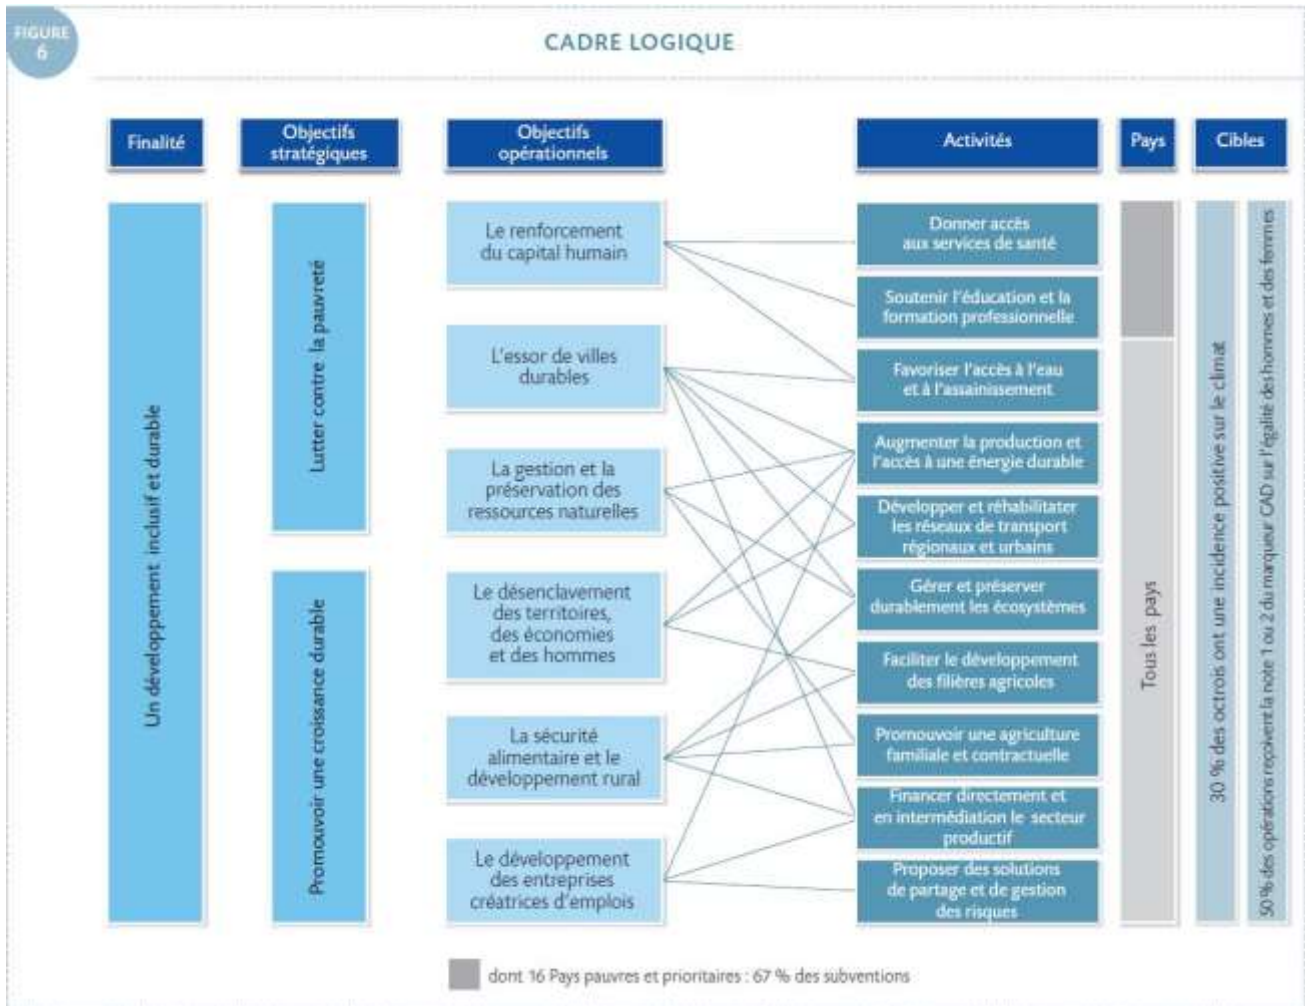 FIGURE
6
CADRE LOGIQUE
Finalité
Objectifs
stratégiques
Objectifs
opérationnels
Activités
Pays
Cibles
Un développement inclusif et durable
Lutter contre la pauvreté
Promouvoir une croissance durable
Le renforcement
du capital humain
L'essor de villes
durables
La gestion et la
préservation des
ressources naturelles
Le désenclavement
des territoires,
des économies
et des hommes
La sécurité
alimentaire et le
développement rural
Le développement
des entreprises
créatrices d'emplois
Donner accès
aux services de santé
Soutenir l'éducation et la
formation professionnelle
Favoriser l'accès à l'eau
et à l'assainissement
Augmenter la production et
l'accès à une énergie durable
Développer et réhabilitater
les réseaux de transport
régionaux et urbains
Gérer et préserver
durablement les écosystèmes
Faciliter le développement
des filières agricoles
Promouvoir une agriculture
familiale et contractuelle
Financer directement et
en intermédiation le secteur
productif
Proposer des solutions
de partage et de gestion
des risques
Tous les pays
30 % des octrois ont une incidence positive sur le climat
50 % des opérations reçoivent la note 1 ou 2 du marqueur CAD sur l'égalité des hommes et des femmes
dont 16 Pays pauvres et prioritaires : 67 % des subventions